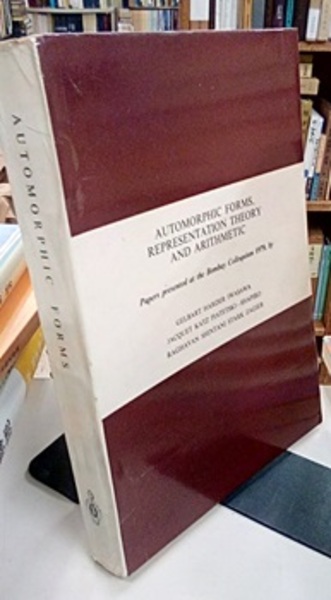 AUTOMORPHIC FORMS
AUTOMORPHIC FORMS,
REPRESENTATION THEORY
AND ARITHMETIC
Papers presented at the Bombay Colloquium 1979, by
GELBART HARDER IWASAWA
JACQUET KATZ PIATETSKI-SHAPIRO
RAGHAVAN SHINTANI STARK ZAGIER